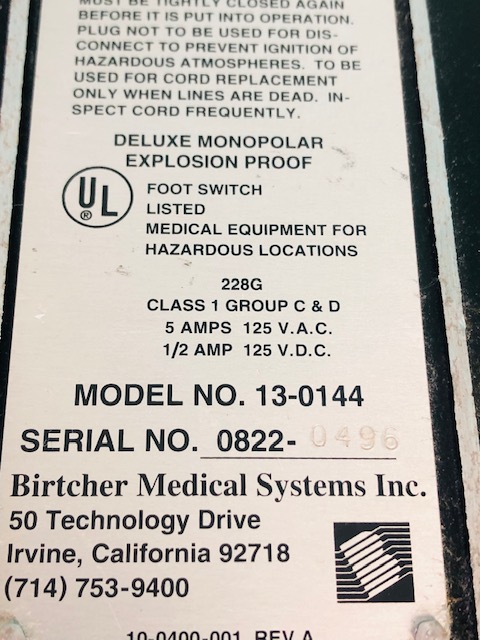 MUST BE TIGHTLY CLOSED AGAIN
BEFORE IT IS PUT INTO OPERATION.
PLUG NOT TO BE USED FOR DIS-
CONNECT TO PREVENT IGNITION OF
HAZARDOUS ATMOSPHERES. TO BE
USED FOR CORD REPLACEMENT
ONLY WHEN LINES ARE DEAD. IN-
SPECT CORD FREQUENTLY.
DELUXE MONOPOLAR
EXPLOSION PROOF
UL
®
FOOT SWITCH
LISTED
MEDICAL EQUIPMENT FOR
HAZARDOUS LOCATIONS
228G
CLASS 1 GROUP C & D
5 AMPS 125 V.A.C.
1/2 AMP 125 V.D.C.
MODEL NO. 13-0144
SERIAL NO. 0822- 0496
Birtcher Medical Systems Inc.
50 Technology Drive
Irvine, California 92718
(714) 753-9400
10-0400-001 REV A